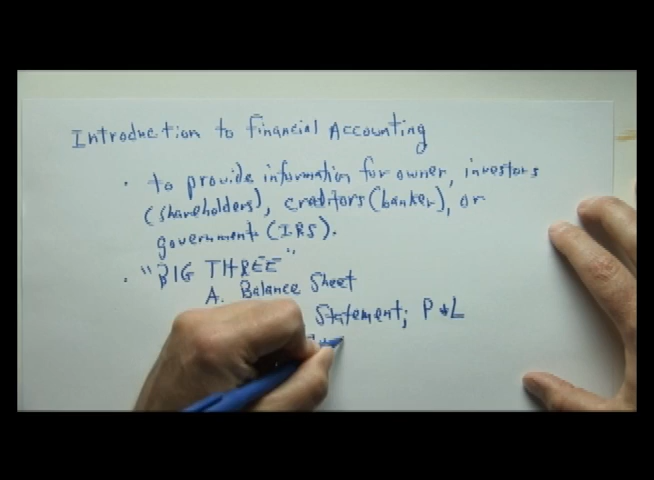 Introduction to Financial Accounting
• to provide information for owner, investors
(shareholders), creditors (banker), or
government (IRS).
• "BIG THREE"
A. Balance Sheet
Statement; P+L